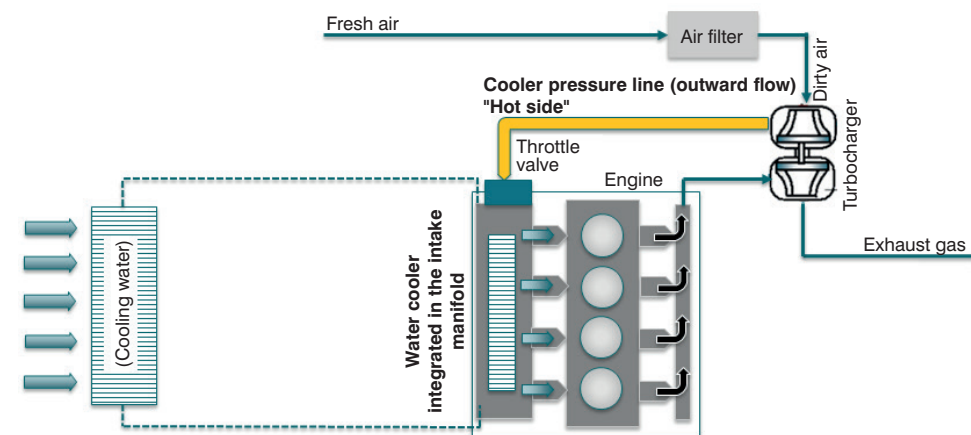 Fresh air
Air filter
Dirty air
Cooler pressure line (outward flow)
"Hot side"
Turbocharger
Throttle
valve
Engine
Exhaust gas
(Cooling water)
Water cooler
integrated in the intake
manifold